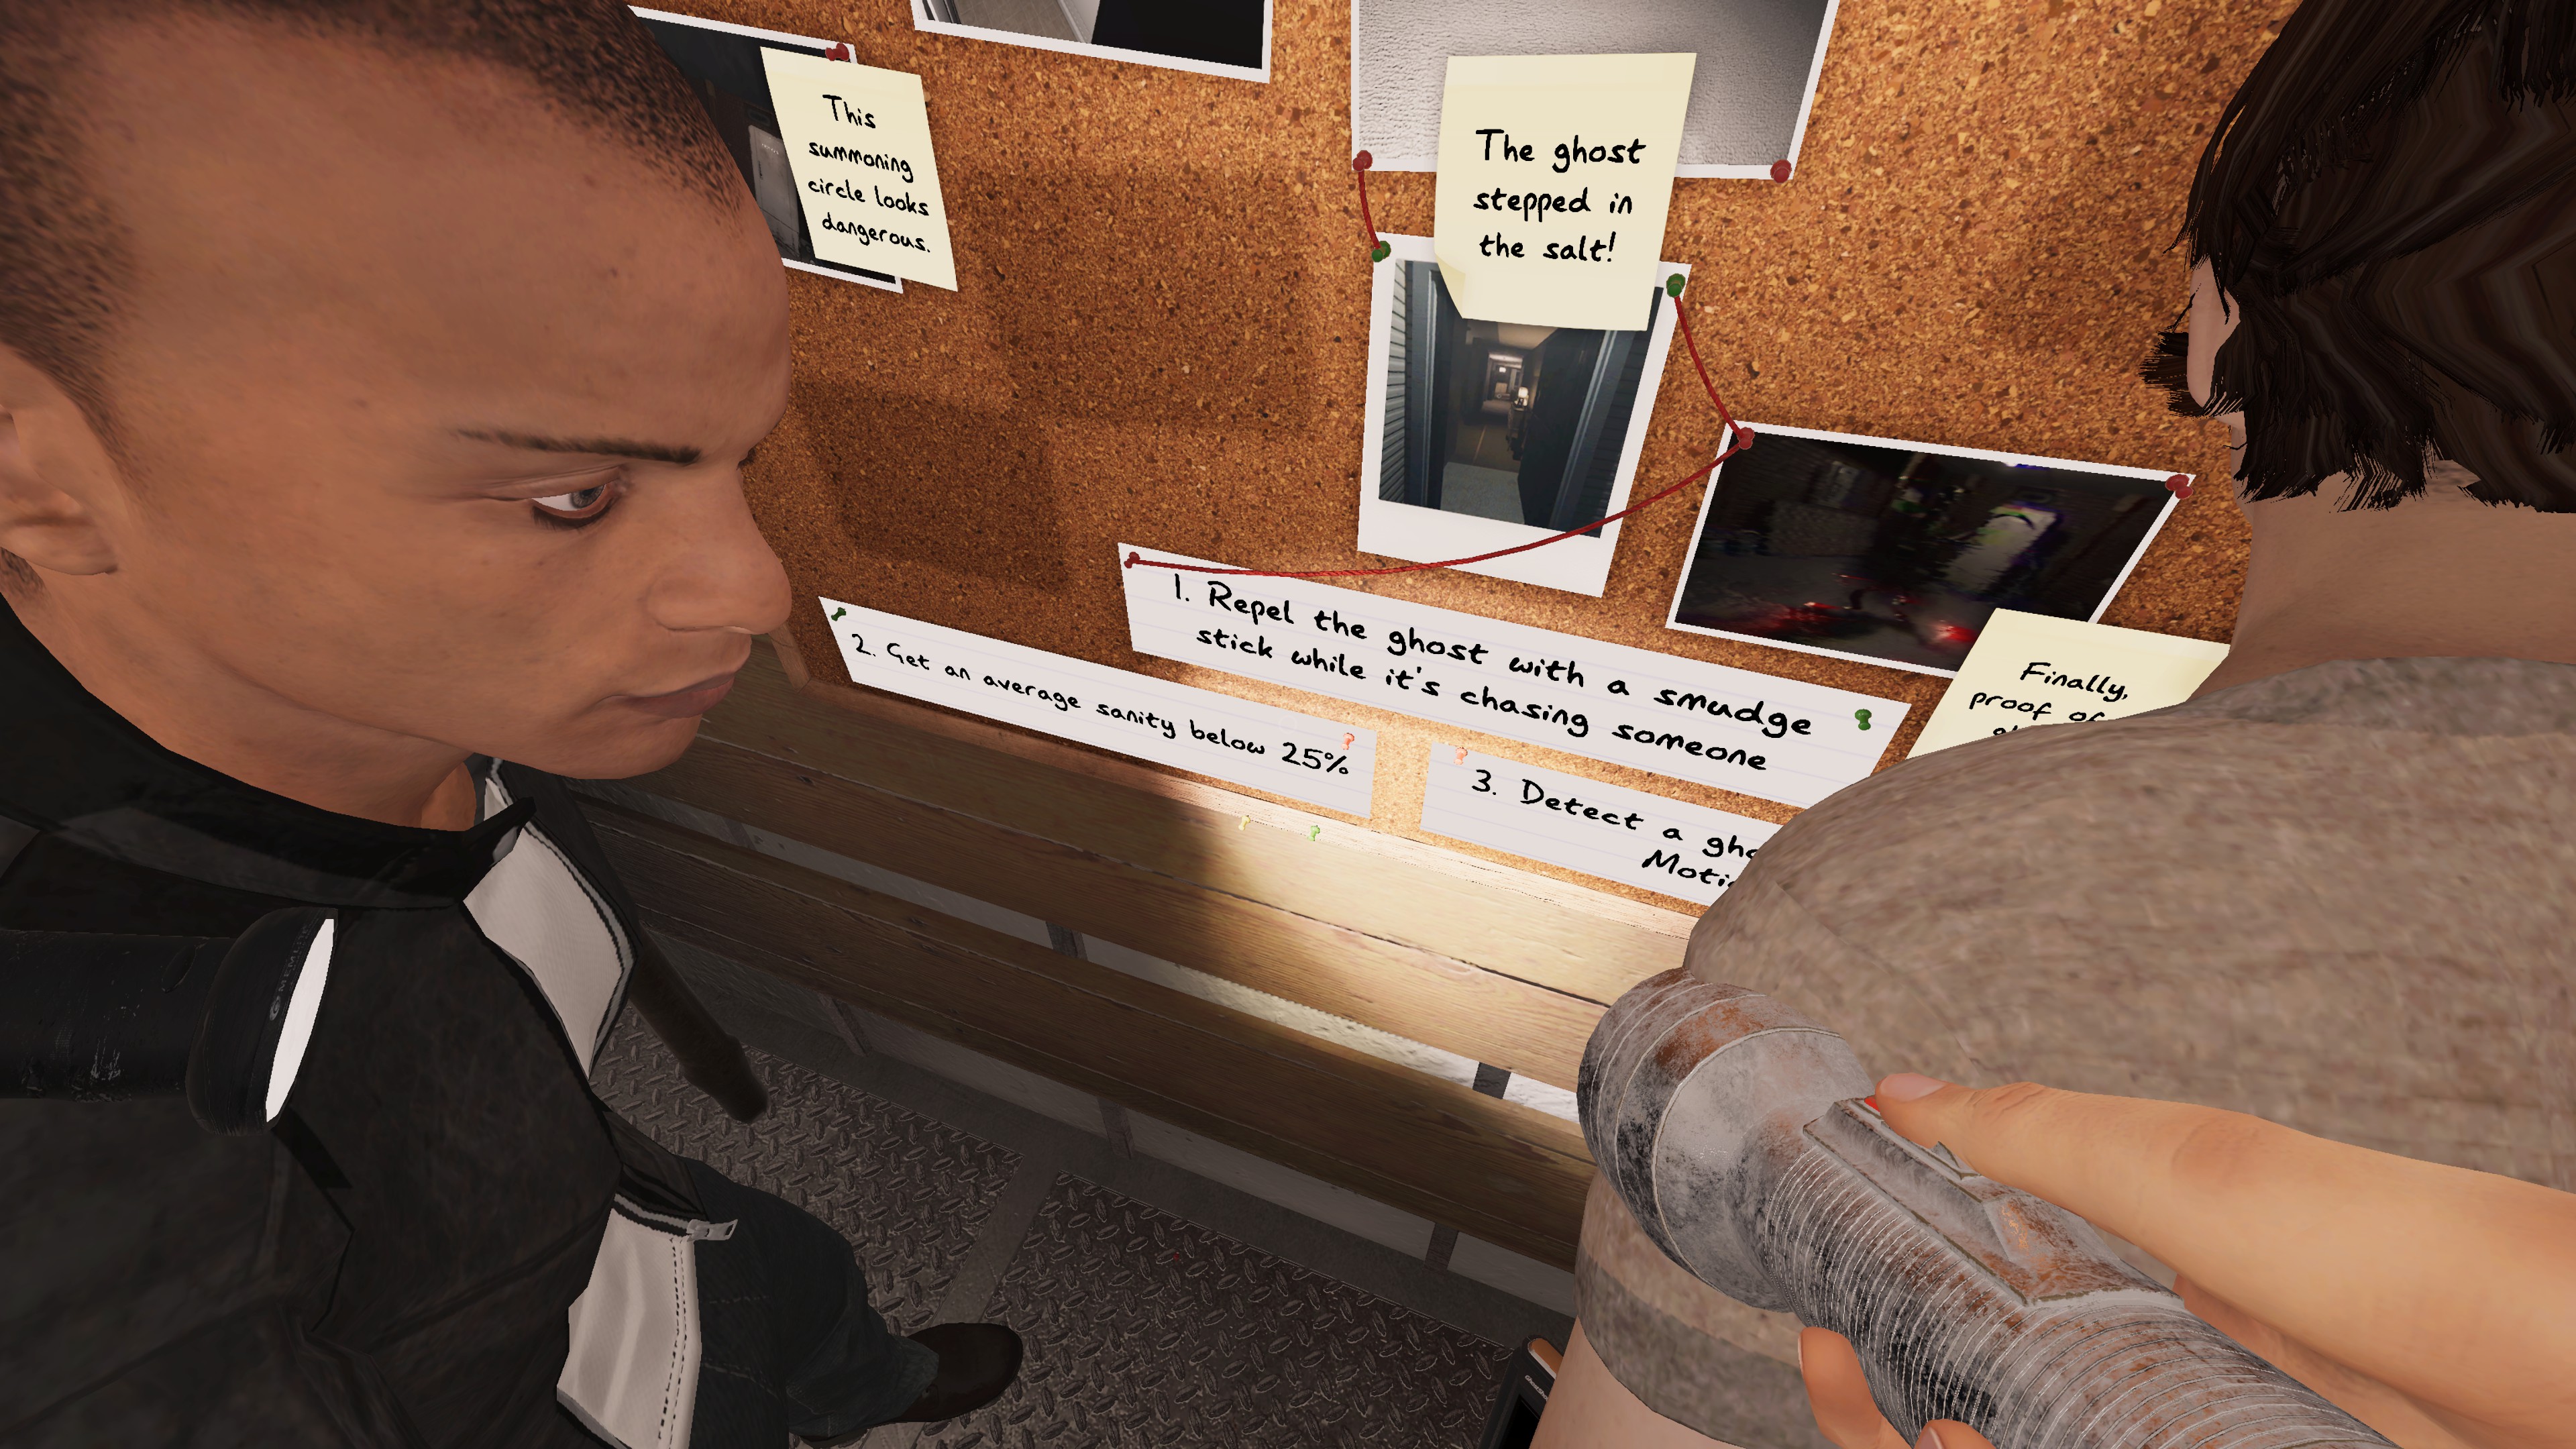 This
summoning
circle looks
dangerous.
The ghost
stepped in
the salt!
1. Repel the ghost with a smudge
stick while it's chasing someone
2. Get an average sanity below 25%
3. Detect a
Finally,
proof of